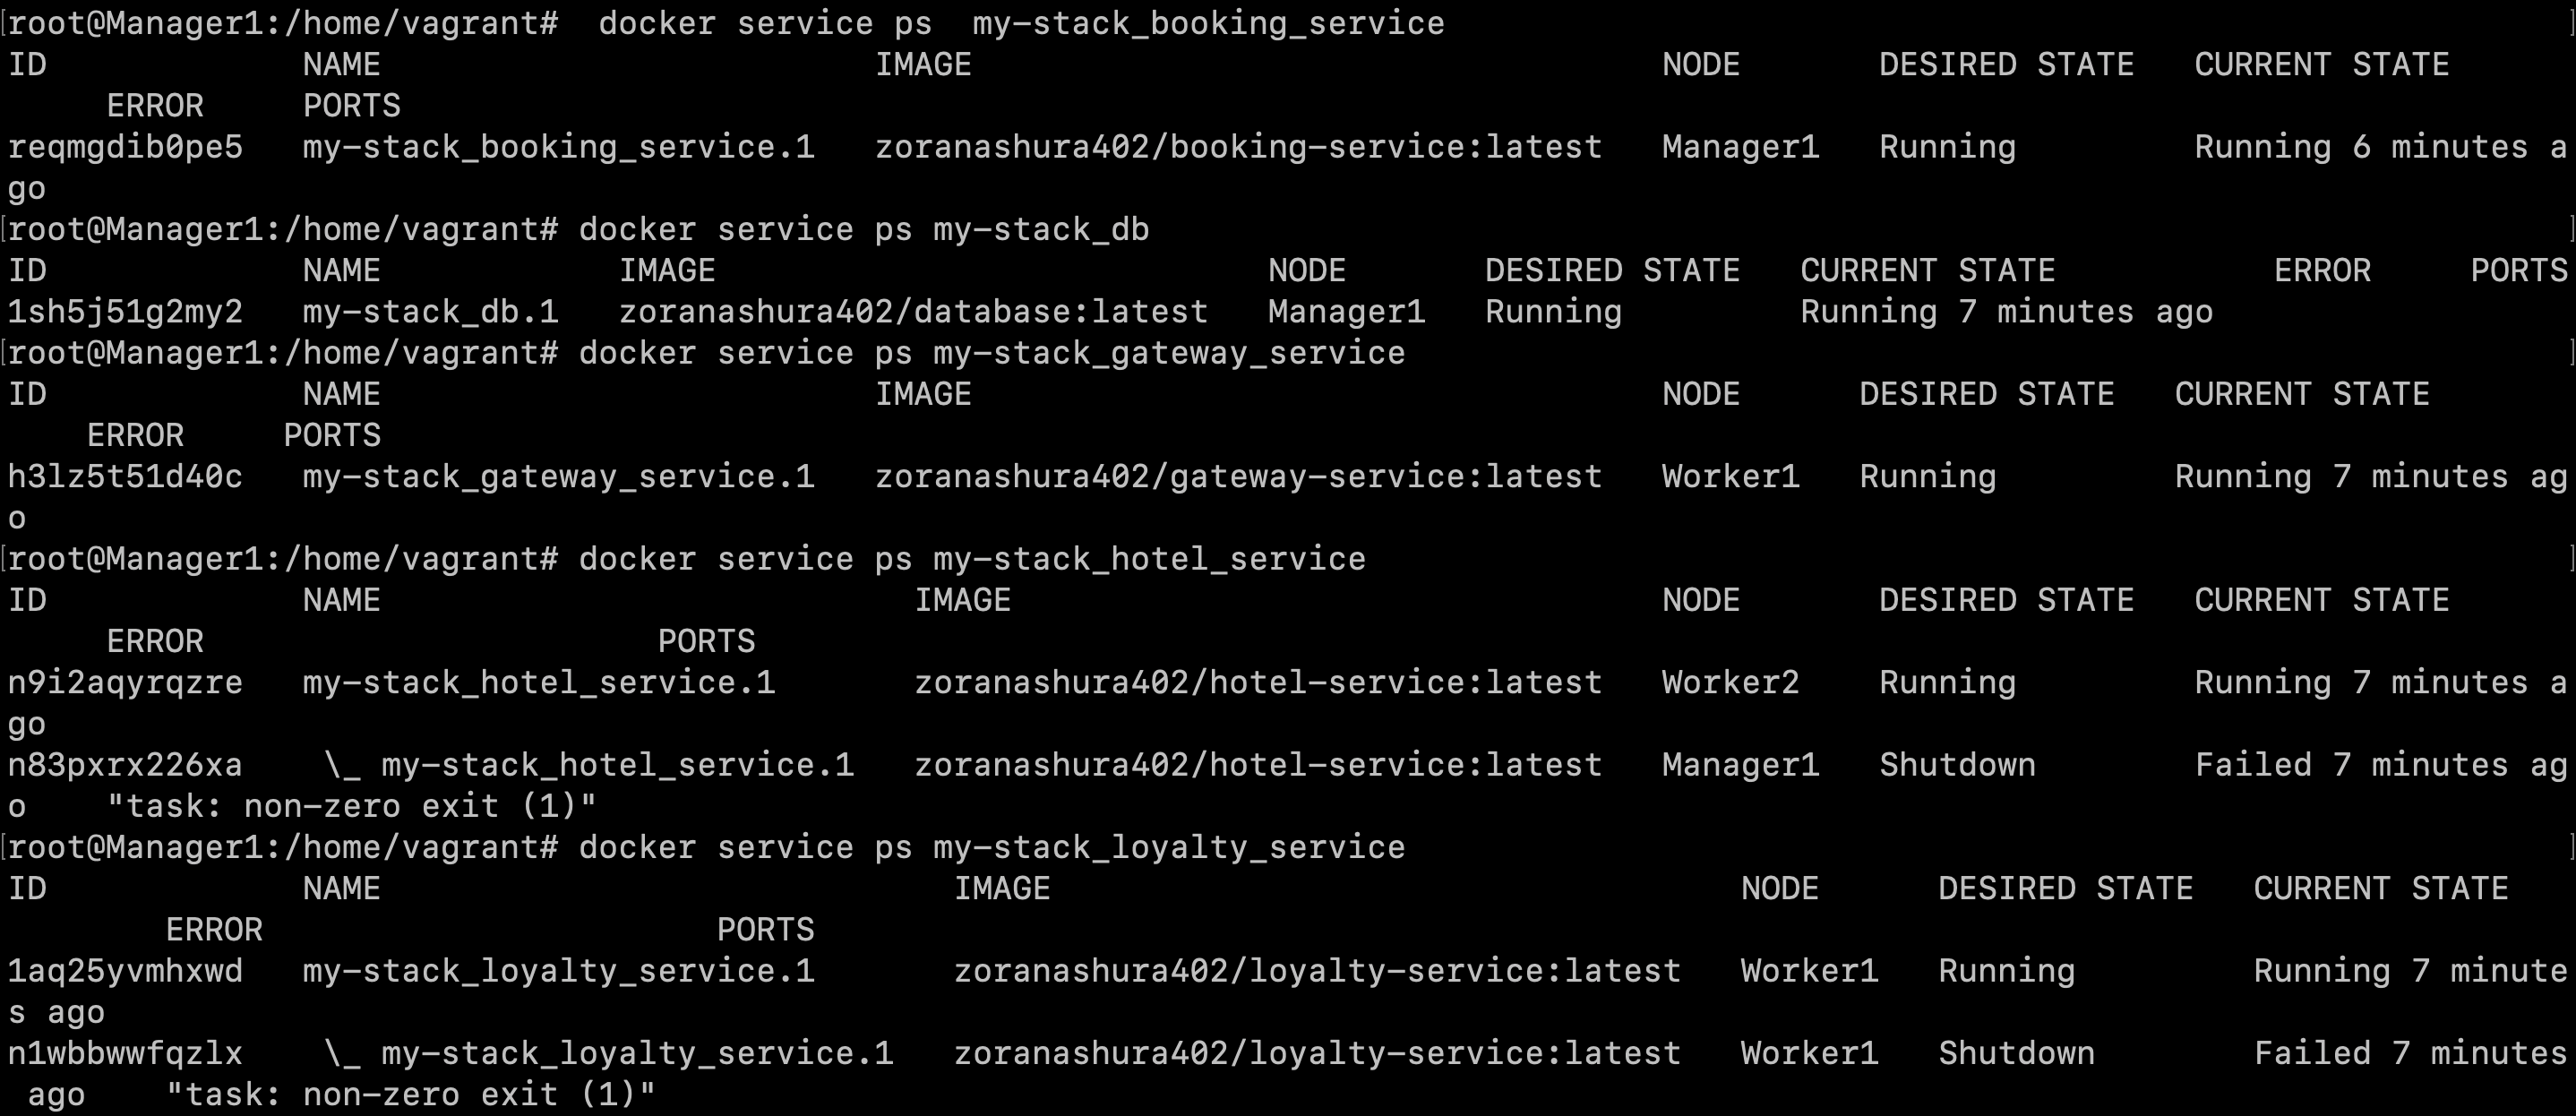 [root@Manager1:/home/vagrant#  docker service ps  my-stack_booking_service ]
ID             NAME                         IMAGE                                   NODE       DESIRED STATE   CURRENT STATE
     ERROR     PORTS
reqmgdib0pe5   my-stack_booking_service.1   zoranashura402/booking-service:latest   Manager1   Running         Running 6 minutes a
go
[root@Manager1:/home/vagrant# docker service ps my-stack_db ]
ID             NAME            IMAGE                            NODE       DESIRED STATE   CURRENT STATE           ERROR     PORTS
1sh5j51g2my2   my-stack_db.1   zoranashura402/database:latest   Manager1   Running         Running 7 minutes ago
[root@Manager1:/home/vagrant# docker service ps my-stack_gateway_service ]
ID             NAME                         IMAGE                                   NODE      DESIRED STATE   CURRENT STATE
    ERROR     PORTS
h3lz5t51d40c   my-stack_gateway_service.1   zoranashura402/gateway-service:latest   Worker1   Running         Running 7 minutes ag
o
[root@Manager1:/home/vagrant# docker service ps my-stack_hotel_service ]
ID             NAME                           IMAGE                                 NODE       DESIRED STATE   CURRENT STATE
     ERROR                       PORTS
n9i2aqyrqzre   my-stack_hotel_service.1       zoranashura402/hotel-service:latest   Worker2    Running         Running 7 minutes a
go
n83pxrx226xa    \_ my-stack_hotel_service.1   zoranashura402/hotel-service:latest   Manager1   Shutdown        Failed 7 minutes ag
o    "task: non-zero exit (1)"
[root@Manager1:/home/vagrant# docker service ps my-stack_loyalty_service ]
ID             NAME                             IMAGE                                   NODE      DESIRED STATE   CURRENT STATE
        ERROR                       PORTS
1aq25yvmhxwd   my-stack_loyalty_service.1       zoranashura402/loyalty-service:latest   Worker1   Running         Running 7 minute
s ago
n1wbbwwfqzlx    \_ my-stack_loyalty_service.1   zoranashura402/loyalty-service:latest   Worker1   Shutdown        Failed 7 minutes
 ago    "task: non-zero exit (1)"